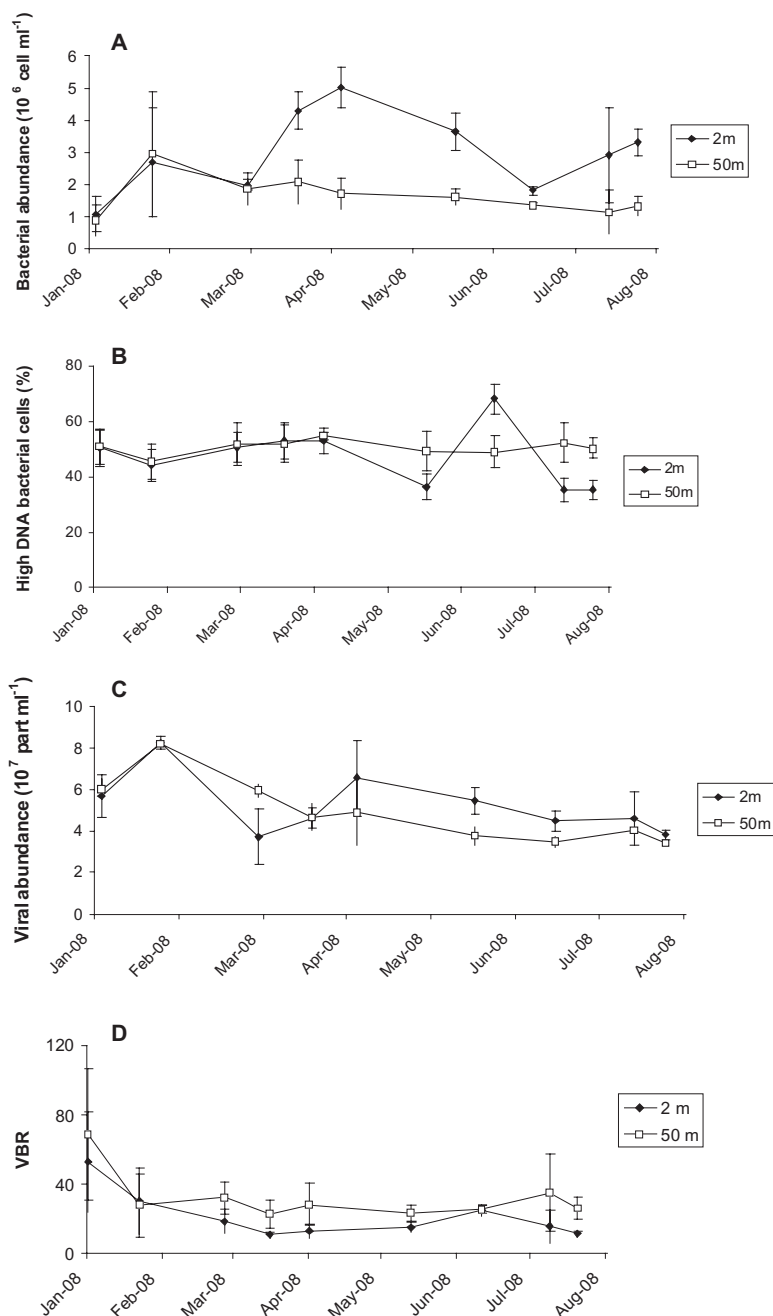 A
Bacterial abundance (10⁶ cell ml⁻¹)
6
5
4
3
2
1
0
Jan-08
Feb-08
Mar-08
Apr-08
May-08
Jun-08
Jul-08
Aug-08
2m
50m
B
High DNA bacterial cells (%)
80
60
40
20
0
Jan-08
Feb-08
Mar-08
Apr-08
May-08
Jun-08
Jul-08
Aug-08
2m
50m
C
Viral abundance (10⁷ part ml⁻¹)
10
8
6
4
2
0
Jan-08
Feb-08
Mar-08
Apr-08
May-08
Jun-08
Jul-08
Aug-08
2m
50m
D
VBR
120
80
40
0
Jan-08
Feb-08
Mar-08
Apr-08
May-08
Jun-08
Jul-08
Aug-08
2 m
50 m